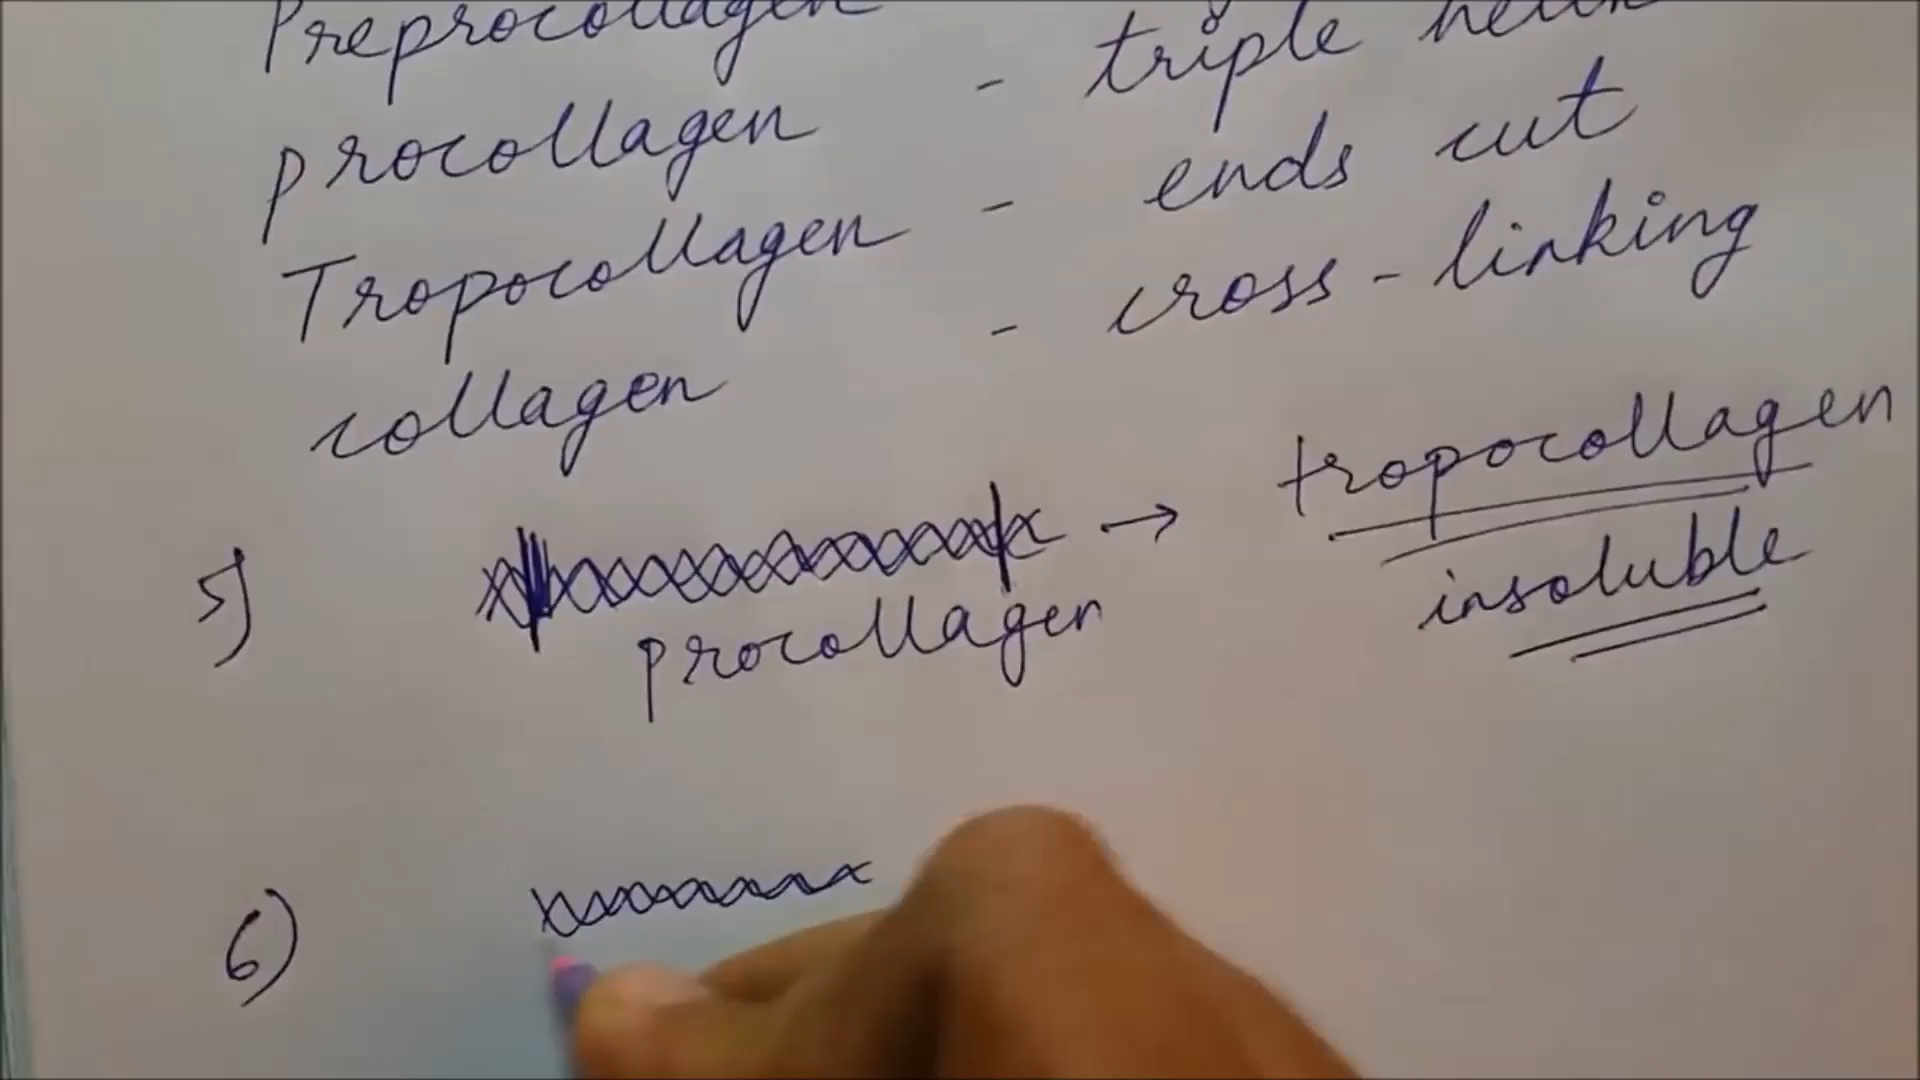 Preprocollagen
procollagen - triple helix
Tropocollagen - ends cut
collagen - cross-linking
5) → tropocollagen
procollagen insoluble
6)